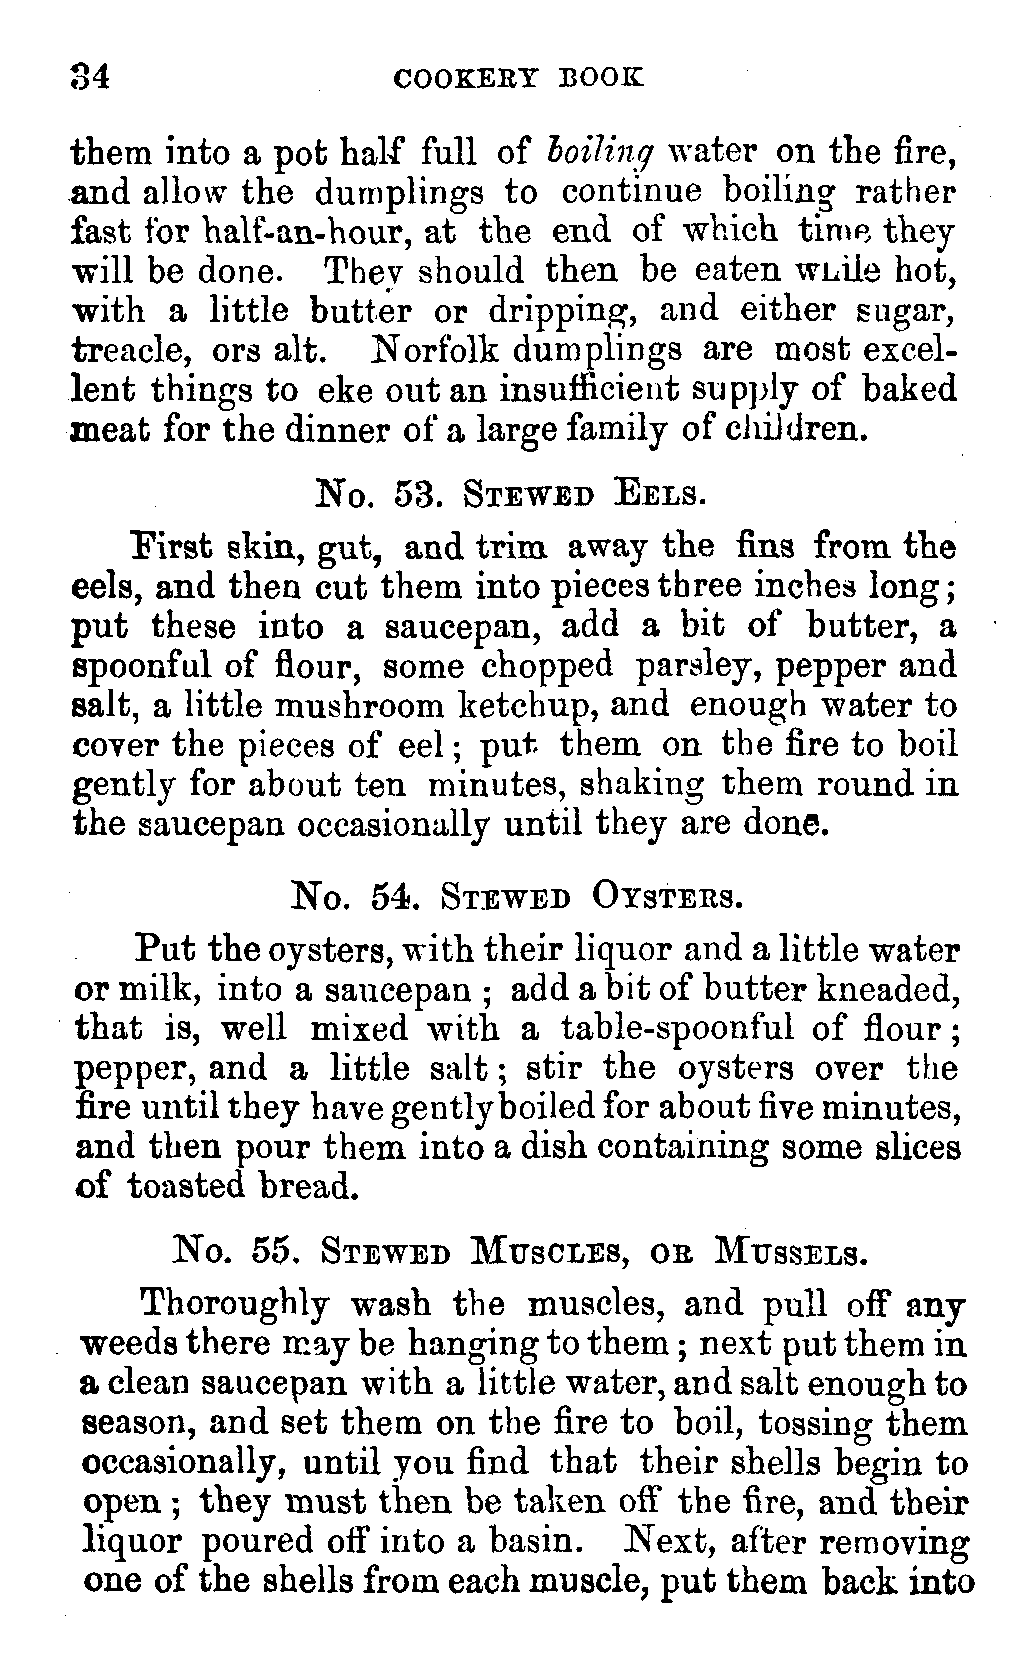 34 COOKERY BOOK
them into a pot half full of boiling water on the fire,
and allow the dumplings to continue boiling rather
fast for half-an-hour, at the end of which time they
will be done. They should then be eaten while hot,
with a little butter or dripping, and either sugar,
treacle, ors alt. Norfolk dumplings are most excel-
lent things to eke out an insufficient supply of baked
meat for the dinner of a large family of children.
No. 53. Stewed Eels.
First skin, gut, and trim away the fins from the
eels, and then cut them into pieces three inches long;
put these into a saucepan, add a bit of butter, a
spoonful of flour, some chopped parsley, pepper and
salt, a little mushroom ketchup, and enough water to
cover the pieces of eel; put them on the fire to boil
gently for about ten minutes, shaking them round in
the saucepan occasionally until they are done.
No. 54. Stewed Oysters.
Put the oysters, with their liquor and a little water
or milk, into a saucepan; add a bit of butter kneaded,
that is, well mixed with a table-spoonful of flour;
pepper, and a little salt; stir the oysters over the
fire until they have gently boiled for about five minutes,
and then pour them into a dish containing some slices
of toasted bread.
No. 55. Stewed Muscles, or Mussels.
Thoroughly wash the muscles, and pull off any
weeds there may be hanging to them; next put them in
a clean saucepan with a little water, and salt enough to
season, and set them on the fire to boil, tossing them
occasionally, until you find that their shells begin to
open; they must then be taken off the fire, and their
liquor poured off into a basin. Next, after removing
one of the shells from each muscle, put them back into